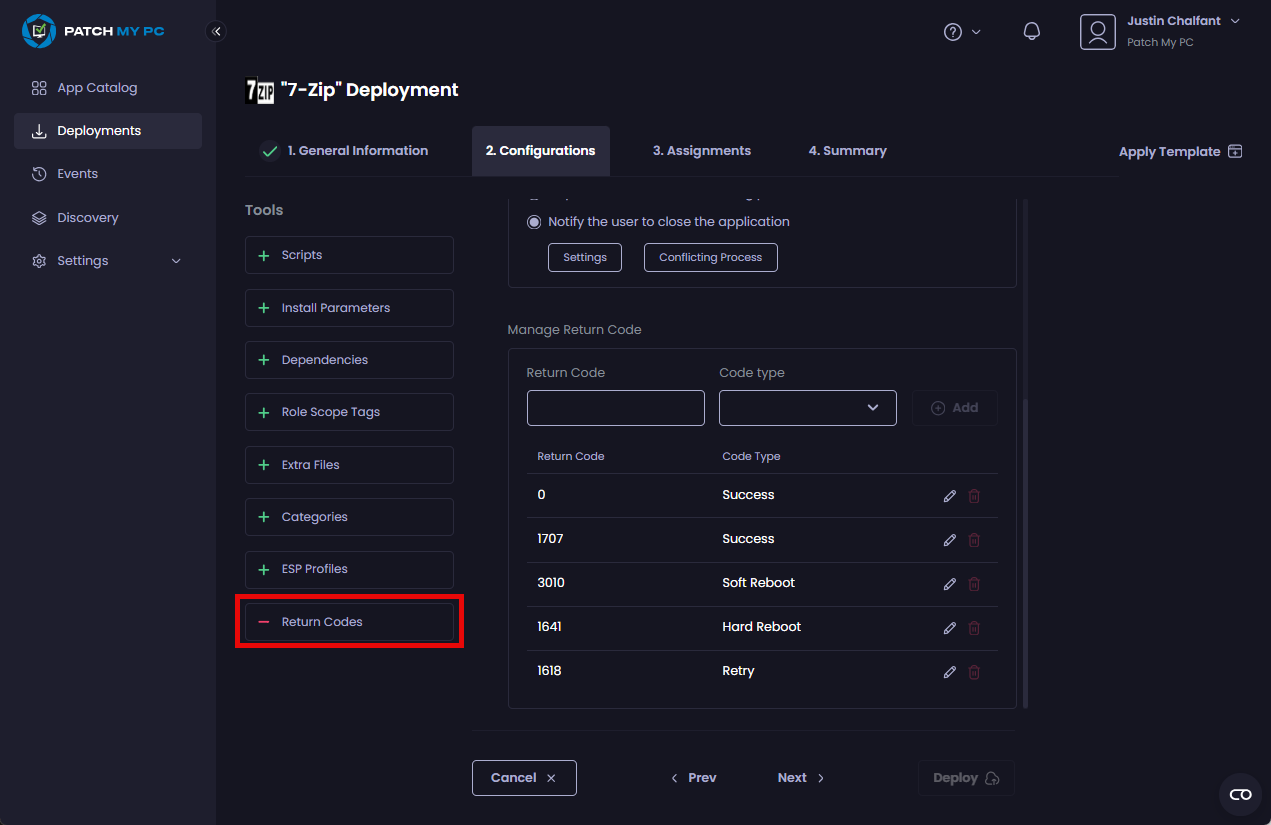 PATCH MY PC
Justin Chalfant
Patch My PC
App Catalog
Deployments
Events
Discovery
Settings
7ZIP "7-Zip" Deployment
1. General Information
2. Configurations
3. Assignments
4. Summary
Apply Template
Tools
Scripts
Install Parameters
Dependencies
Role Scope Tags
Extra Files
Categories
ESP Profiles
Return Codes
Notify the user to close the application
Settings
Conflicting Process
Manage Return Code
Return Code
Code type
Add
Return Code Code Type
0 Success
1707 Success
3010 Soft Reboot
1641 Hard Reboot
1618 Retry
Cancel
Prev
Next
Deploy